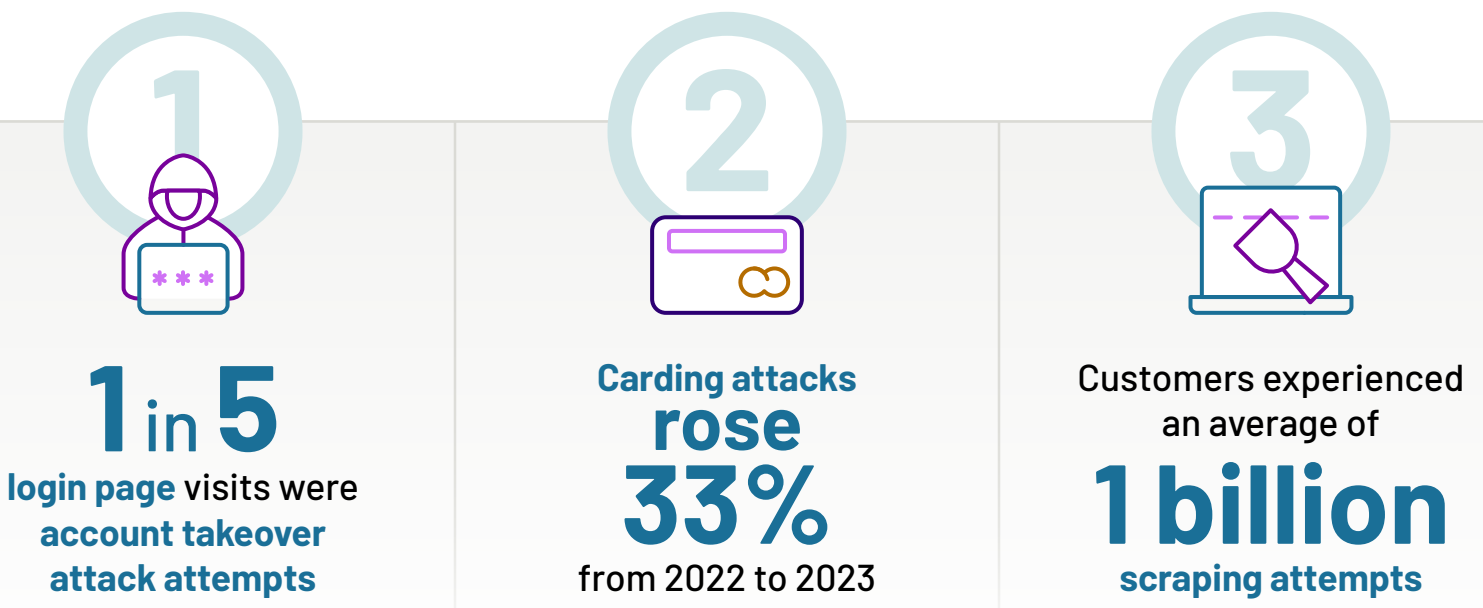 1
* * *
1 in 5
login page visits were
account takeover
attack attempts
2
Carding attacks
rose
33%
from 2022 to 2023
3
Customers experienced
an average of
1 billion
scraping attempts